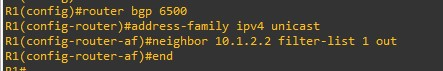 R1(config)#router bgp 6500
R1(config-router)#address-family ipv4 unicast
R1(config-router-af)#neighbor 10.1.2.2 filter-list 1 out
R1(config-router-af)#end
R1#